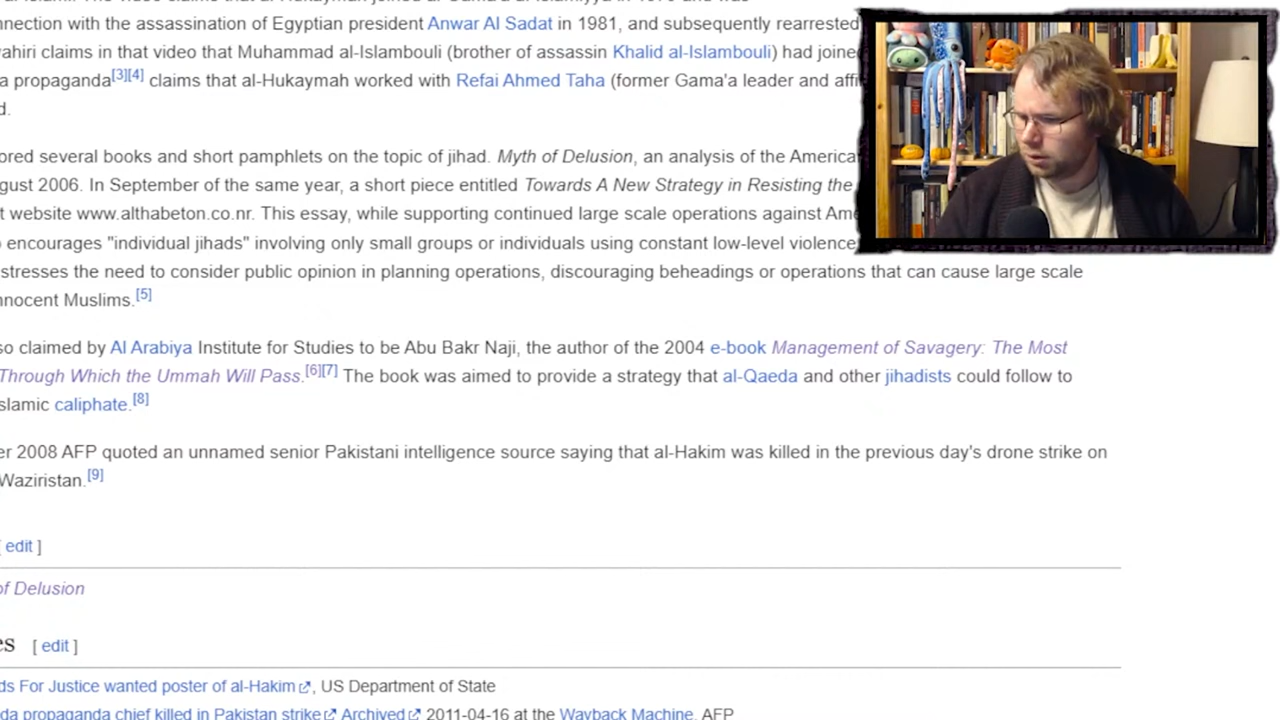 nnection with the assassination of Egyptian president Anwar Al Sadat in 1981, and subsequently rearrested
wahiri claims in that video that Muhammad al-Islambouli (brother of assassin Khalid al-Islambouli) had joine
a propaganda[3][4] claims that al-Hukaymah worked with Refai Ahmed Taha (former Gama'a leader and affi
d.
ored several books and short pamphlets on the topic of jihad. Myth of Delusion, an analysis of the America
gust 2006. In September of the same year, a short piece entitled Towards A New Strategy in Resisting the
t website www.althabeton.co.nr. This essay, while supporting continued large scale operations against Ame
encourages "individual jihads" involving only small groups or individuals using constant low-level violence
stresses the need to consider public opinion in planning operations, discouraging beheadings or operations that can cause large scale
nnocent Muslims.[5]
so claimed by Al Arabiya Institute for Studies to be Abu Bakr Naji, the author of the 2004 e-book Management of Savagery: The Most
Through Which the Ummah Will Pass.[6][7] The book was aimed to provide a strategy that al-Qaeda and other jihadists could follow to
slamic caliphate.[8]
er 2008 AFP quoted an unnamed senior Pakistani intelligence source saying that al-Hakim was killed in the previous day's drone strike on
Waziristan.[9]
[ edit ]
of Delusion
es [ edit ]
ds For Justice wanted poster of al-Hakim, US Department of State
da propaganda chief killed in Pakistan strike Archived 2011-04-16 at the Wayback Machine, AFP